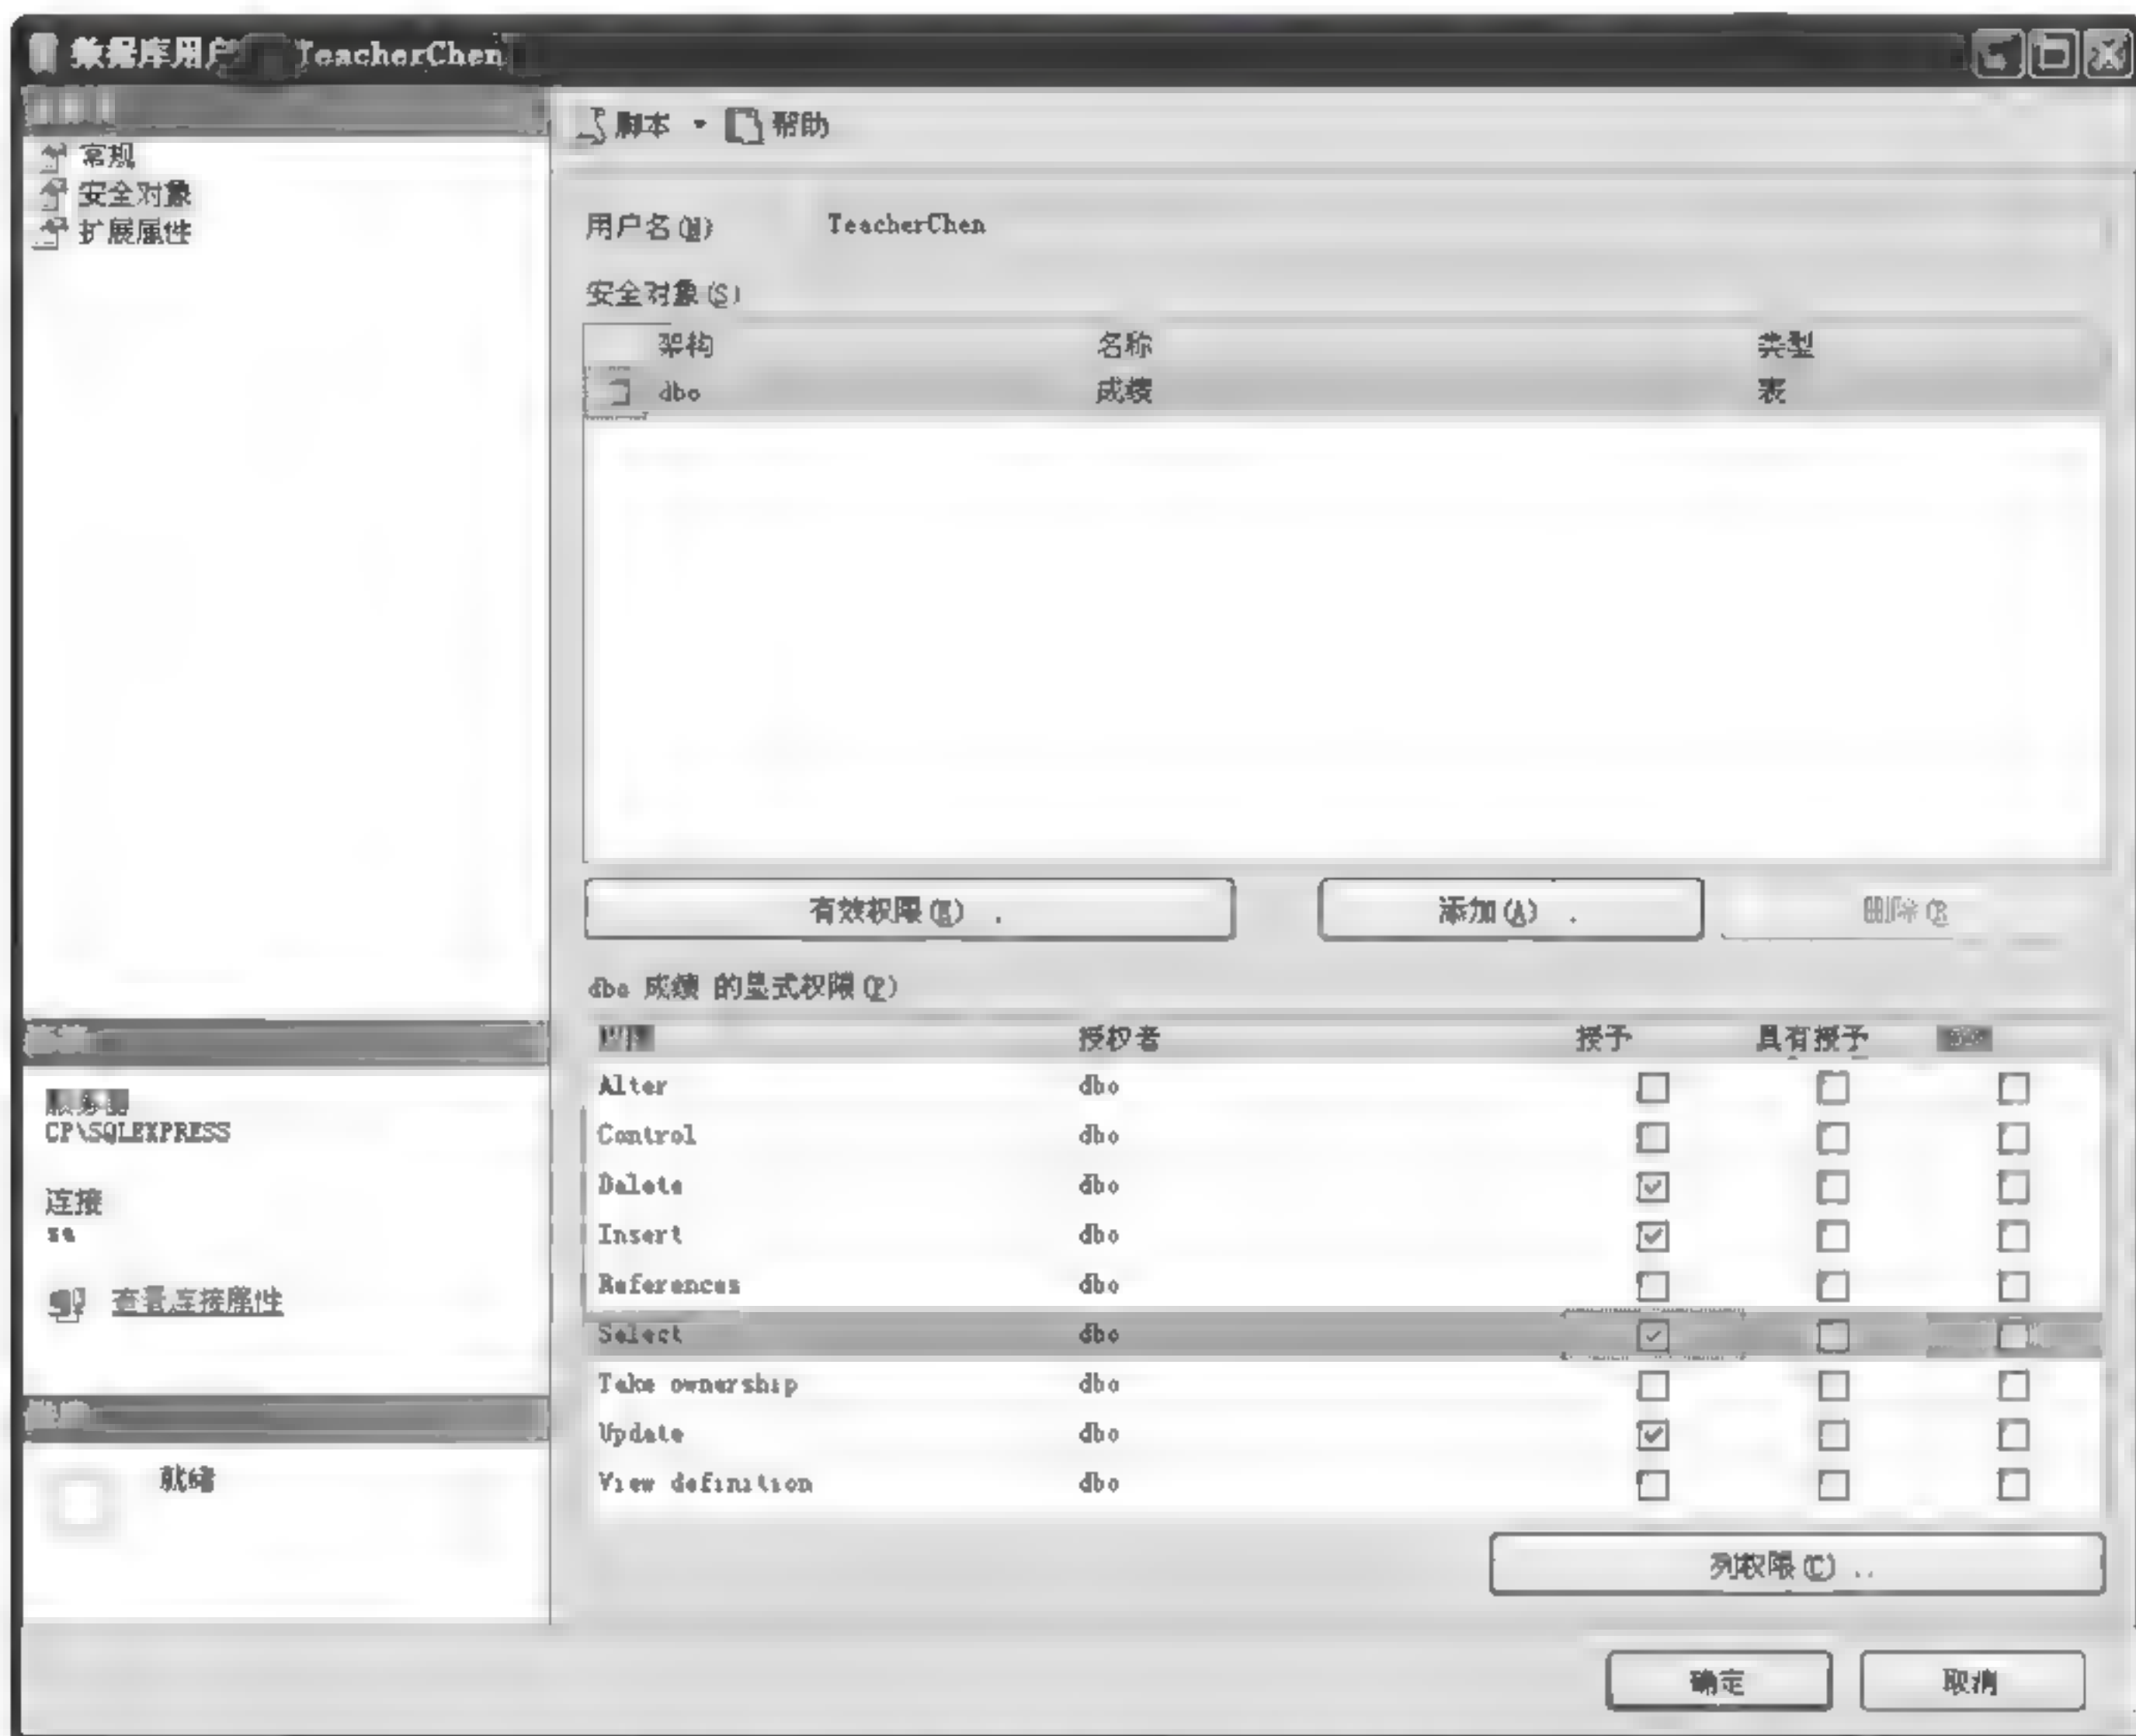 数据库用户 TeacherChen
常规
安全对象
扩展属性
脚本 帮助
用户名(N) TeacherChen
安全对象(S)
架构 名称 类型
dbo 成绩 表
有效权限(E) 添加(A) 删除(R
dbo 成绩 的显式权限(P)
授权者 授予 具有授予
Alter dbo
Control dbo
Delete dbo
Insert dbo
References dbo
Select dbo
Take ownership dbo
Update dbo
View definition dbo
列权限(C) ..
CP\SQLEXPRESS
连接
sa
查看连接属性
就绪
确定 取消